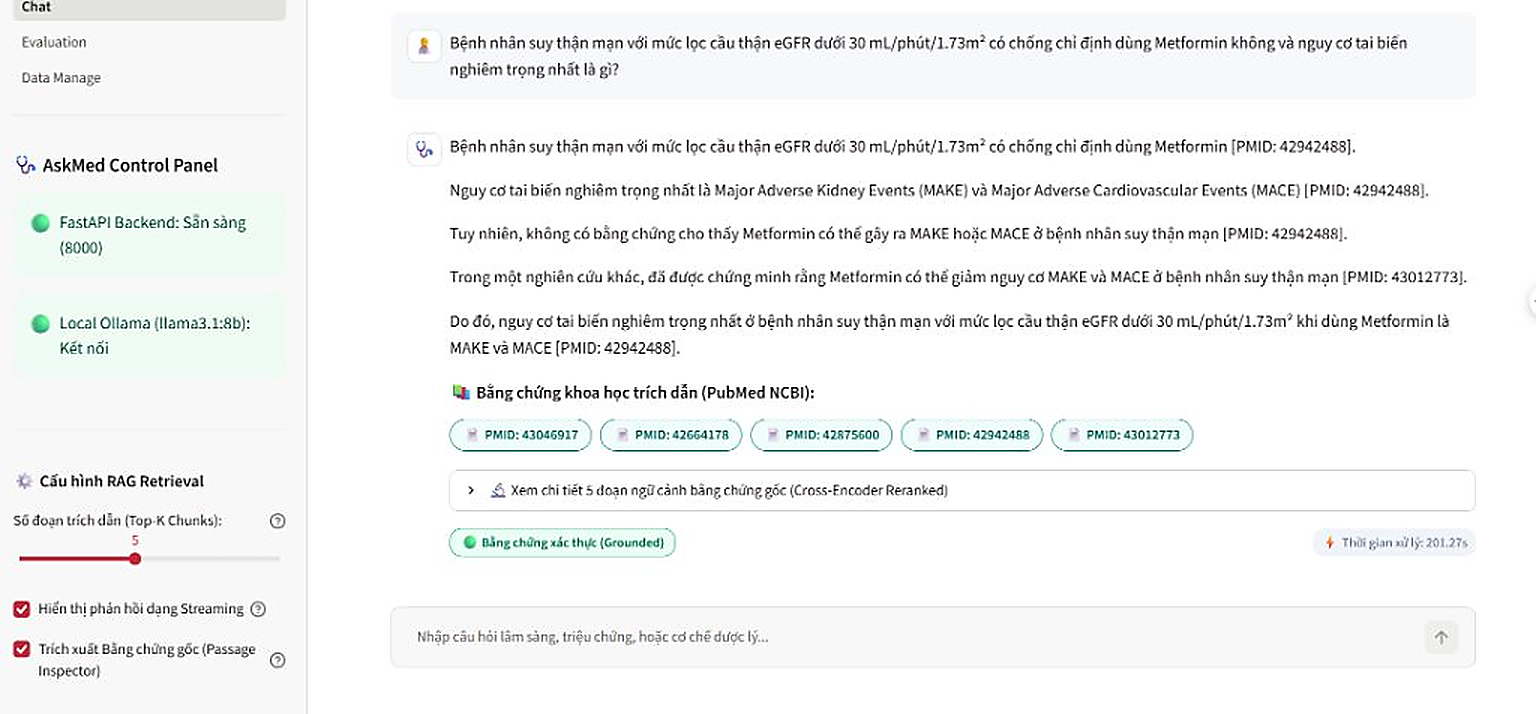 Chat
Evaluation
Data Manage
AskMed Control Panel
FastAPI Backend: Sẵn sàng
(8000)
Local Ollama (llama3.1:8b):
Kết nối
Cấu hình RAG Retrieval
Số đoạn trích dẫn (Top-K Chunks):
5
Hiển thị phản hồi dạng Streaming
Trích xuất Bằng chứng gốc (Passage
Inspector)
Bệnh nhân suy thận mạn với mức lọc cầu thận eGFR dưới 30 mL/phút/1.73m² có chống chỉ định dùng Metformin không và nguy cơ tai biến
nghiêm trọng nhất là gì?
Bệnh nhân suy thận mạn với mức lọc cầu thận eGFR dưới 30 mL/phút/1.73m² có chống chỉ định dùng Metformin [PMID: 42942488].
Nguy cơ tai biến nghiêm trọng nhất là Major Adverse Kidney Events (MAKE) và Major Adverse Cardiovascular Events (MACE) [PMID: 42942488].
Tuy nhiên, không có bằng chứng cho thấy Metformin có thể gây ra MAKE hoặc MACE ở bệnh nhân suy thận mạn [PMID: 42942488].
Trong một nghiên cứu khác, đã được chứng minh rằng Metformin có thể giảm nguy cơ MAKE và MACE ở bệnh nhân suy thận mạn [PMID: 43012773].
Do đó, nguy cơ tai biến nghiêm trọng nhất ở bệnh nhân suy thận mạn với mức lọc cầu thận eGFR dưới 30 mL/phút/1.73m² khi dùng Metformin là
MAKE và MACE [PMID: 42942488].
Bằng chứng khoa học trích dẫn (PubMed NCBI):
PMID: 43046917 PMID: 42664178 PMID: 42875600 PMID: 42942488 PMID: 43012773
Xem chi tiết 5 đoạn ngữ cảnh bằng chứng gốc (Cross-Encoder Reranked)
Bằng chứng xác thực (Grounded) Thời gian xử lý: 201.27s
Nhập câu hỏi lâm sàng, triệu chứng, hoặc cơ chế dược lý...